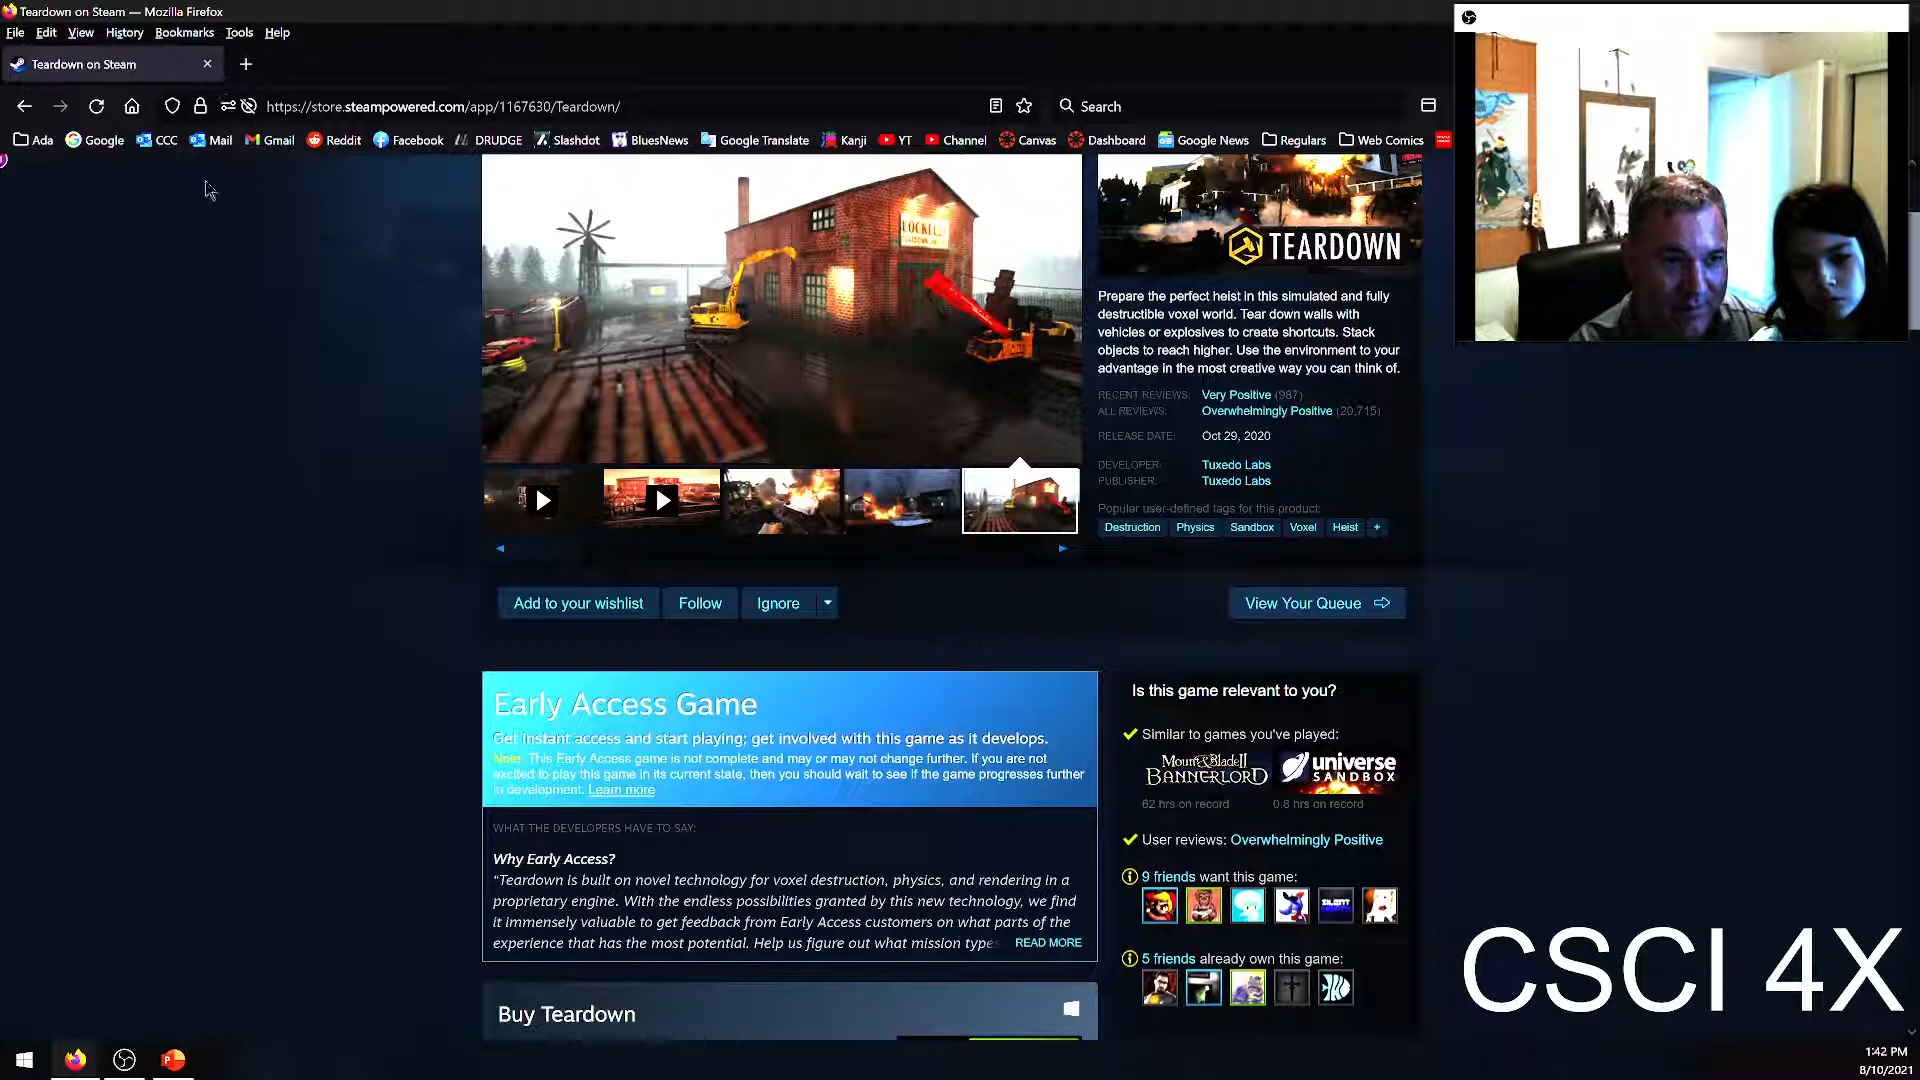 Teardown on Steam — Mozilla Firefox
File Edit View History Bookmarks Tools Help
Teardown on Steam
https://store.steampowered.com/app/1167630/Teardown/
Search
Ada Google CCC Mail Gmail Reddit Facebook DRUDGE Slashdot BluesNews Google Translate Kanji YT Channel Canvas Dashboard Google News Regulars Web Comics
TEARDOWN
Prepare the perfect heist in this simulated and fully
destructible voxel world. Tear down walls with
vehicles or explosives to create shortcuts. Stack
objects to reach higher. Use the environment to your
advantage in the most creative way you can think of.
RECENT REVIEWS: Very Positive (987)
ALL REVIEWS: Overwhelmingly Positive (20,715)
RELEASE DATE: Oct 29, 2020
DEVELOPER: Tuxedo Labs
PUBLISHER: Tuxedo Labs
Popular user-defined tags for this product:
Destruction Physics Sandbox Voxel Heist +
Add to your wishlist Follow Ignore View Your Queue
Early Access Game
Get instant access and start playing; get involved with this game as it develops.
Note: This Early Access game is not complete and may or may not change further. If you are not
excited to play this game in its current state, then you should wait to see if the game progresses further
in development. Learn more
WHAT THE DEVELOPERS HAVE TO SAY:
Why Early Access?
“Teardown is built on novel technology for voxel destruction, physics, and rendering in a
proprietary engine. With the endless possibilities granted by this new technology, we find
it immensely valuable to get feedback from Early Access customers on what parts of the
experience that has the most potential. Help us figure out what mission types READ MORE
Buy Teardown
Is this game relevant to you?
Similar to games you've played:
MOUNT&BLADE II
BANNERLORD
universe
SANDBOX
62 hrs on record 0.8 hrs on record
User reviews: Overwhelmingly Positive
9 friends want this game:
SILENT
5 friends already own this game:
CSCI 4X
1:42 PM
8/10/2021